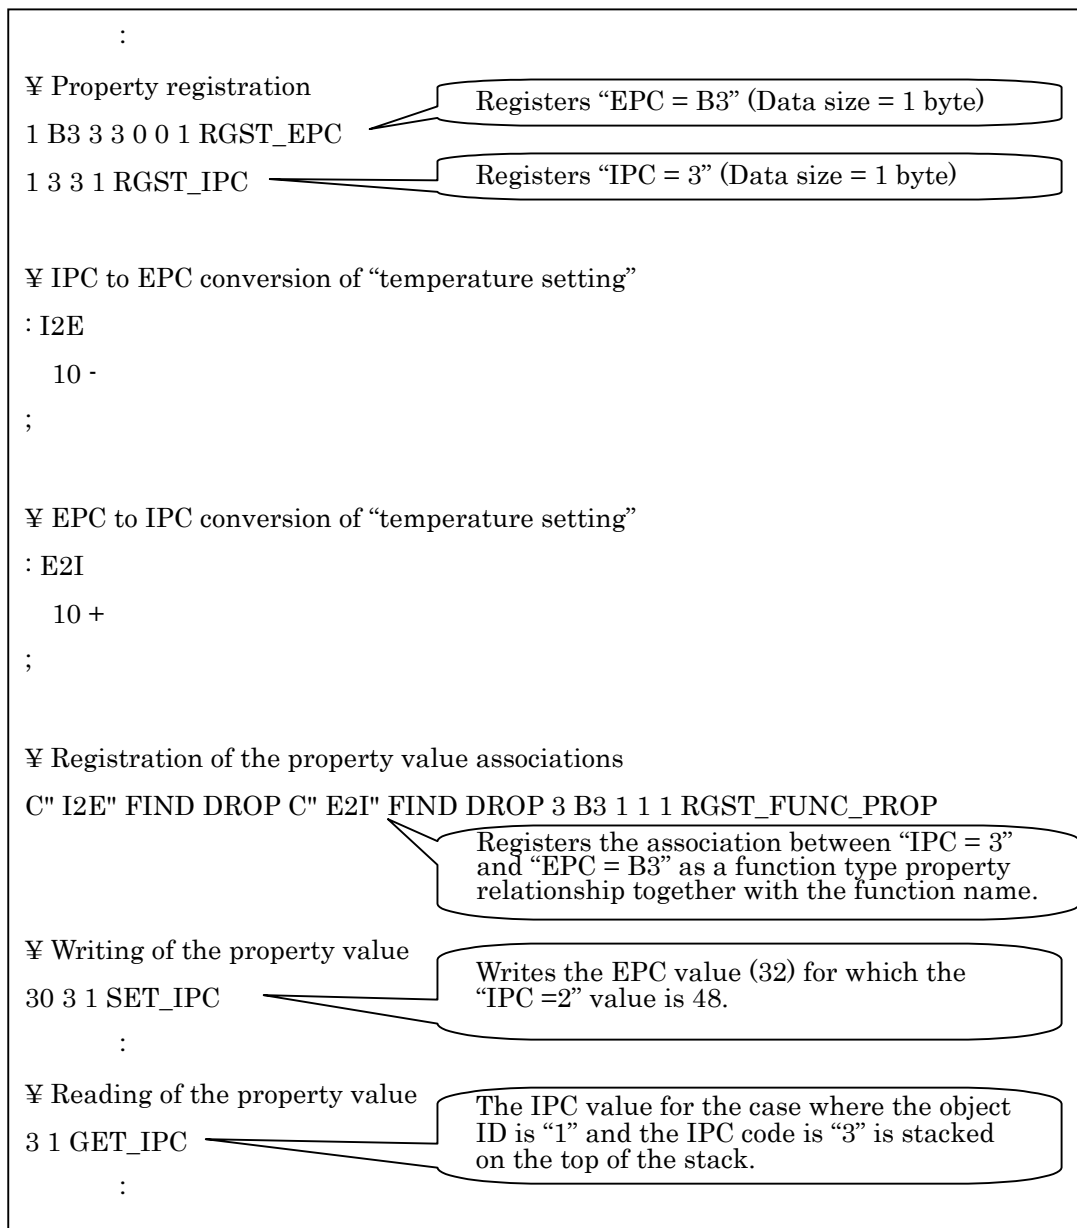 :
¥ Property registration
Registers “EPC = B3” (Data size = 1 byte)
1 B3 3 3 0 0 1 RGST_EPC
Registers “IPC = 3” (Data size = 1 byte)
1 3 3 1 RGST_IPC
¥ IPC to EPC conversion of “temperature setting”
: I2E
10 -
;
¥ EPC to IPC conversion of “temperature setting”
: E2I
10 +
;
¥ Registration of the property value associations
C" I2E" FIND DROP C" E2I" FIND DROP 3 B3 1 1 1 RGST_FUNC_PROP
Registers the association between “IPC = 3”
and “EPC = B3” as a function type property
relationship together with the function name.
¥ Writing of the property value
Writes the EPC value (32) for which the
“IPC =2” value is 48.
30 3 1 SET_IPC
:
¥ Reading of the property value
The IPC value for the case where the object
ID is “1” and the IPC code is “3” is stacked
on the top of the stack.
3 1 GET_IPC
: